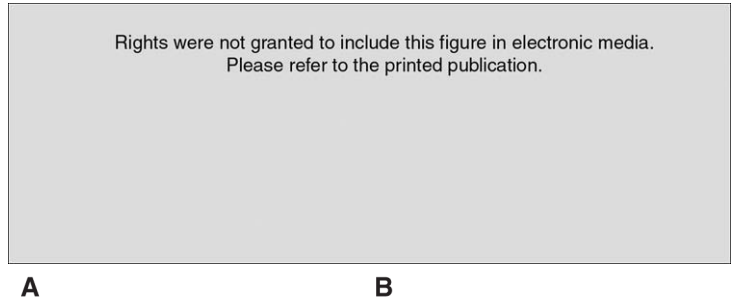 Rights were not granted to include this figure in electronic media.
Please refer to the printed publication.
A B